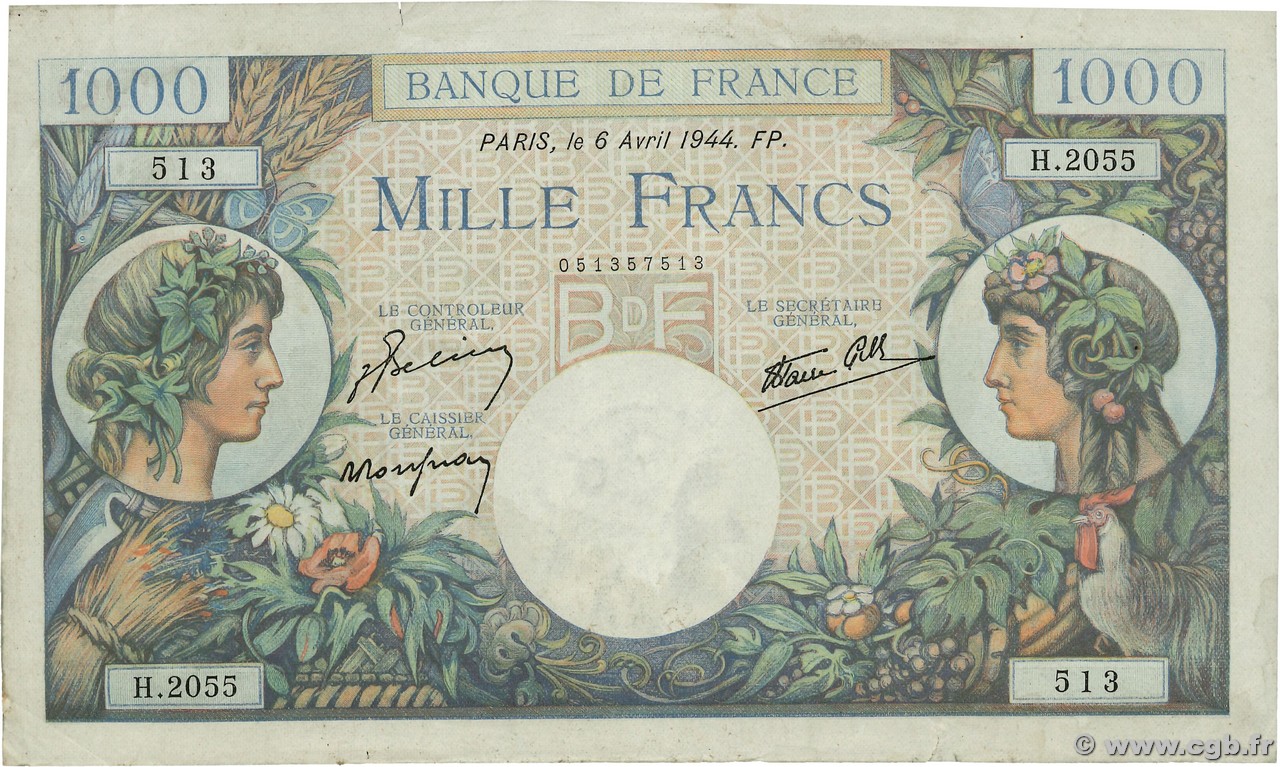 1000 BANQUE DE FRANCE 1000
PARIS, le 6 Avril 1944. FP.
513 H.2055
MILLE FRANCS
051357513
BDF
LE CONTROLEUR
GÉNÉRAL,
LE SECRÉTAIRE
GÉNÉRAL,
LE CAISSIER
GÉNÉRAL,
H.2055 513
© www.cgb.fr